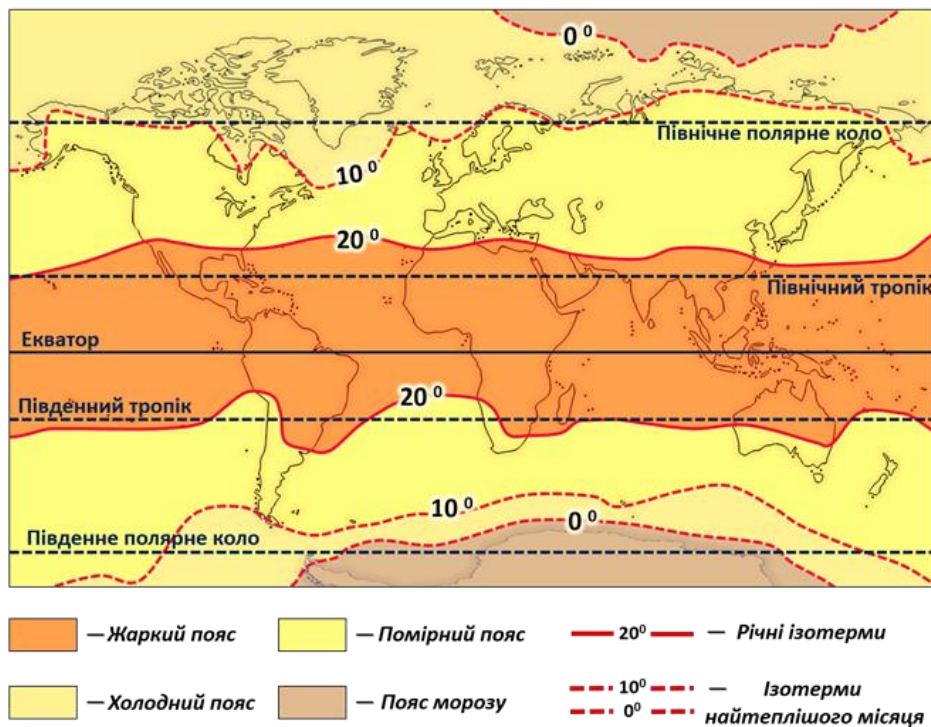 0⁰
Північне полярне коло
10⁰
20⁰
Північний тропік
Екватор
20⁰
Південний тропік
10⁰
0⁰
Південне полярне коло
— Жаркий пояс
— Помірний пояс
20⁰ — Річні ізотерми
— Холодний пояс
— Пояс морозу
10⁰ — Ізотерми
0⁰ найтеплішого місяця